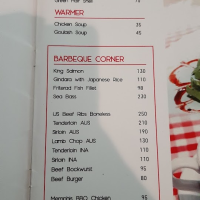 WARMER
Chicken Soup 35
Goulash Soup 45
BARBEQUE CORNER
King Salmon 130
Gindara with Japanese Rice 110
Fritered Fish Fillet 90
Sea Bass 230
US Beef Ribs Boneless 250
Tenderloin AUS 210
Sirloin AUS 190
Lamb Chop AUS 130
Tenderloin INA 110
Sirloin INA 110
Beef Bockwurst 95
Beef Burger 80
Memphis BBQ Chicken 95